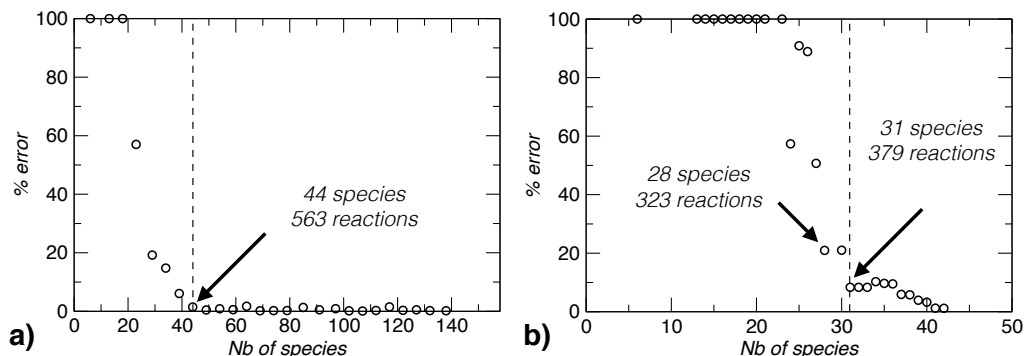 100
80
60
40
20
0
% error
0 20 40 60 80 100 120 140
Nb of species
44 species
563 reactions
a)
100
80
60
40
20
0
% error
0 10 20 30 40 50
Nb of species
28 species
323 reactions
31 species
379 reactions
b)